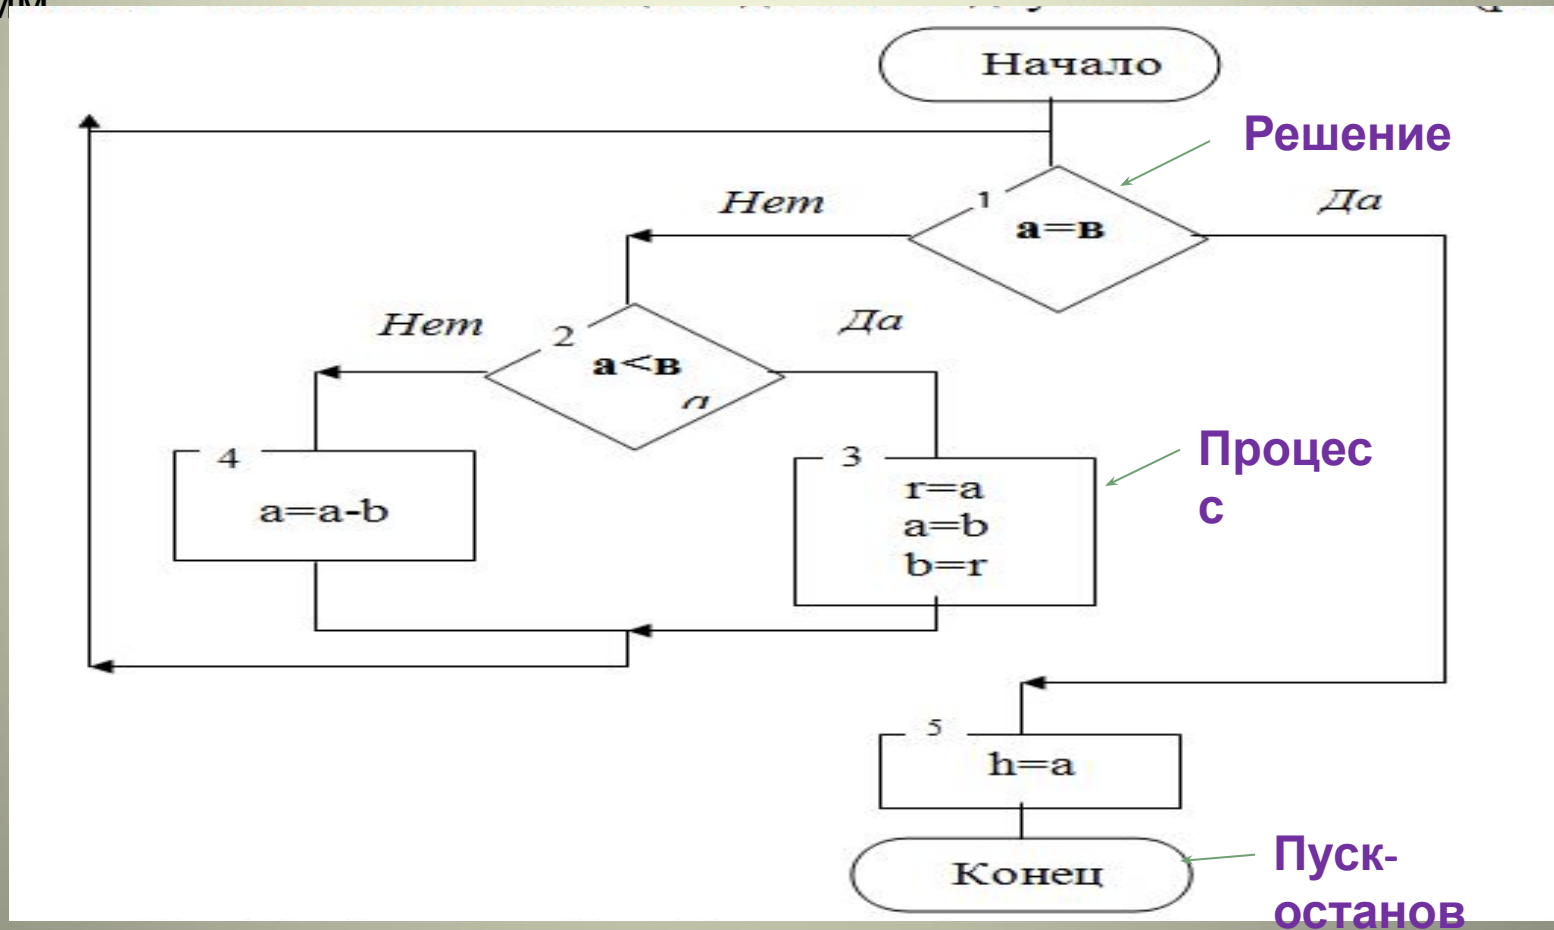 Начало
Решение
Нет
1
Да
а=в
Нет
2
Да
а<в
а
4
a=a-b
3
r=a
a=b
b=r
Процес
с
5
h=a
Конец
Пуск-
останов